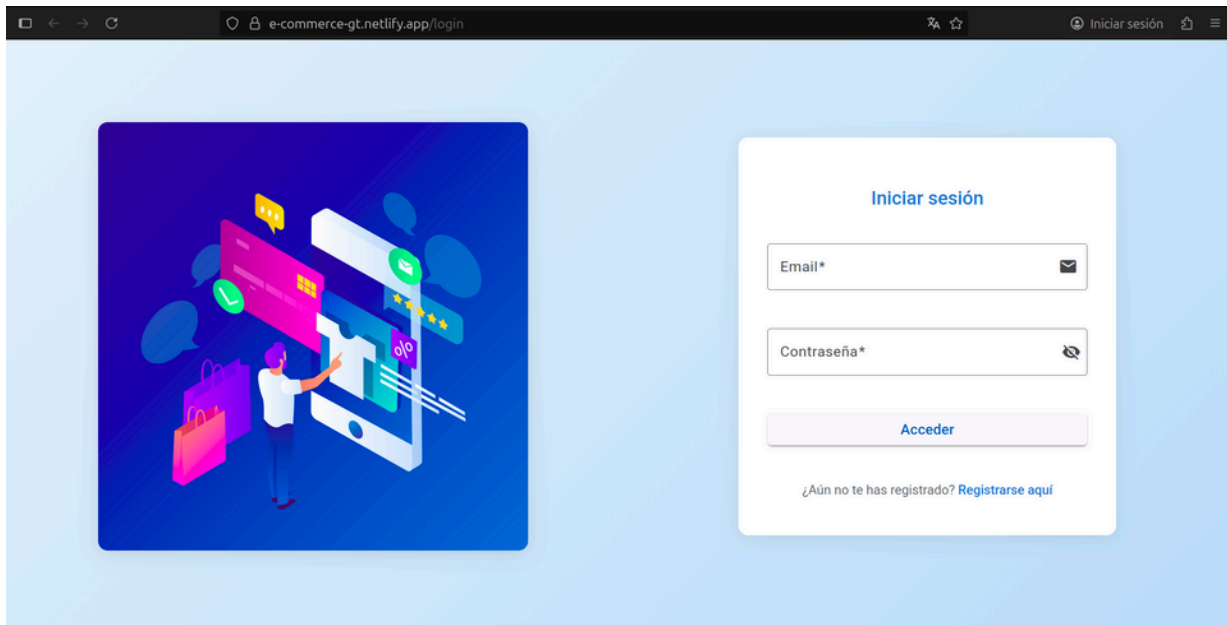 e-commerce-gt.netlify.app/login
Iniciar sesión
Iniciar sesión
Email*
Contraseña*
Acceder
¿Aún no te has registrado? Registrarse aquí
%